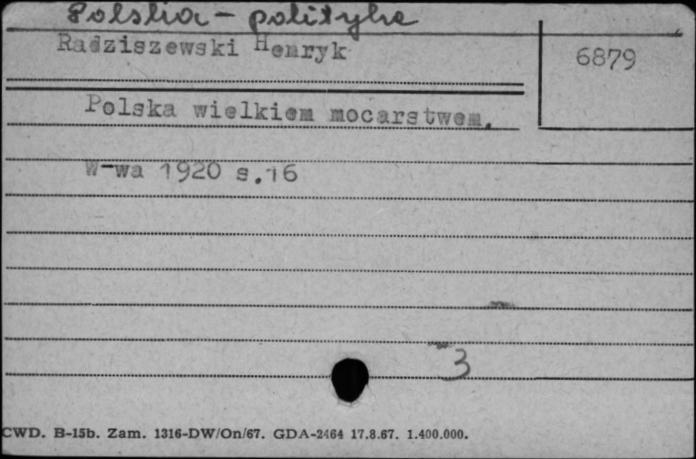 Polska - polityka
Radziszewski Henryk
6879
Polska wielkiem mocarstwem.
W-wa 1920 s.16
3
CWD. B-15b. Zam. 1316-DW/On/67. GDA-2464 17.8.67. 1.400.000.